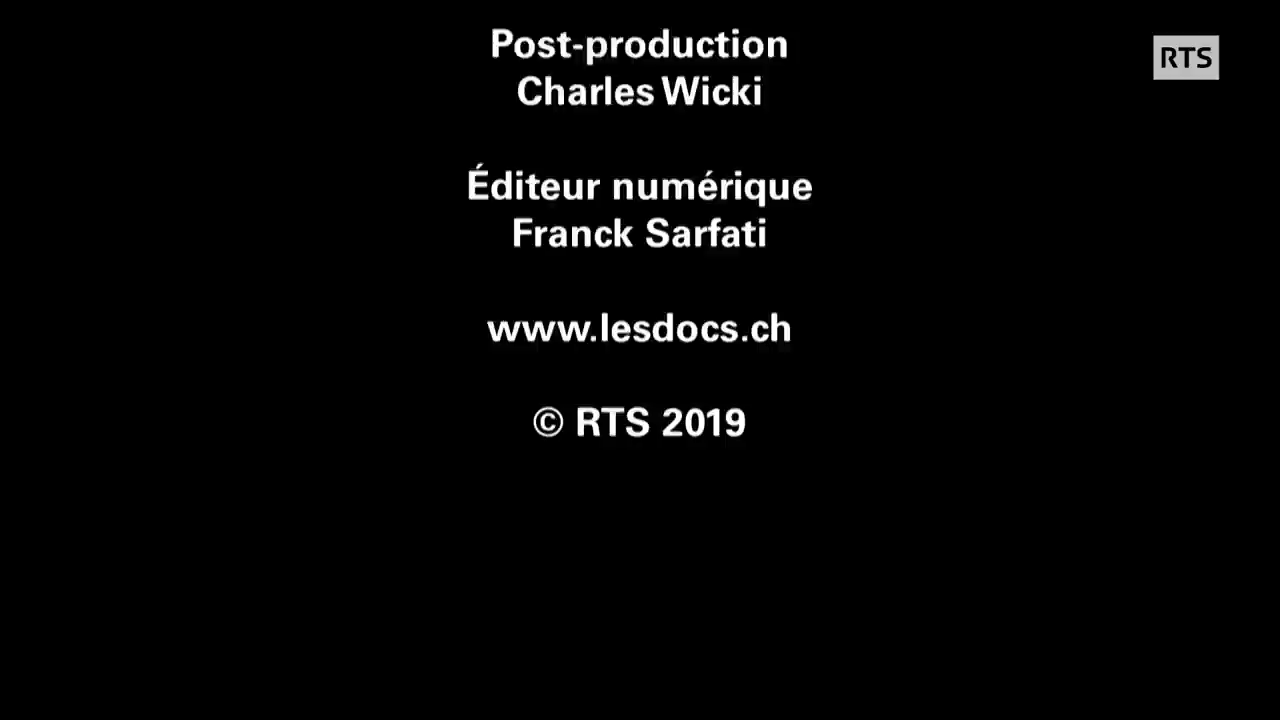 Post-production
RTS
Charles Wicki
Éditeur numérique
Franck Sarfati
www.lesdocs.ch
© RTS 2019